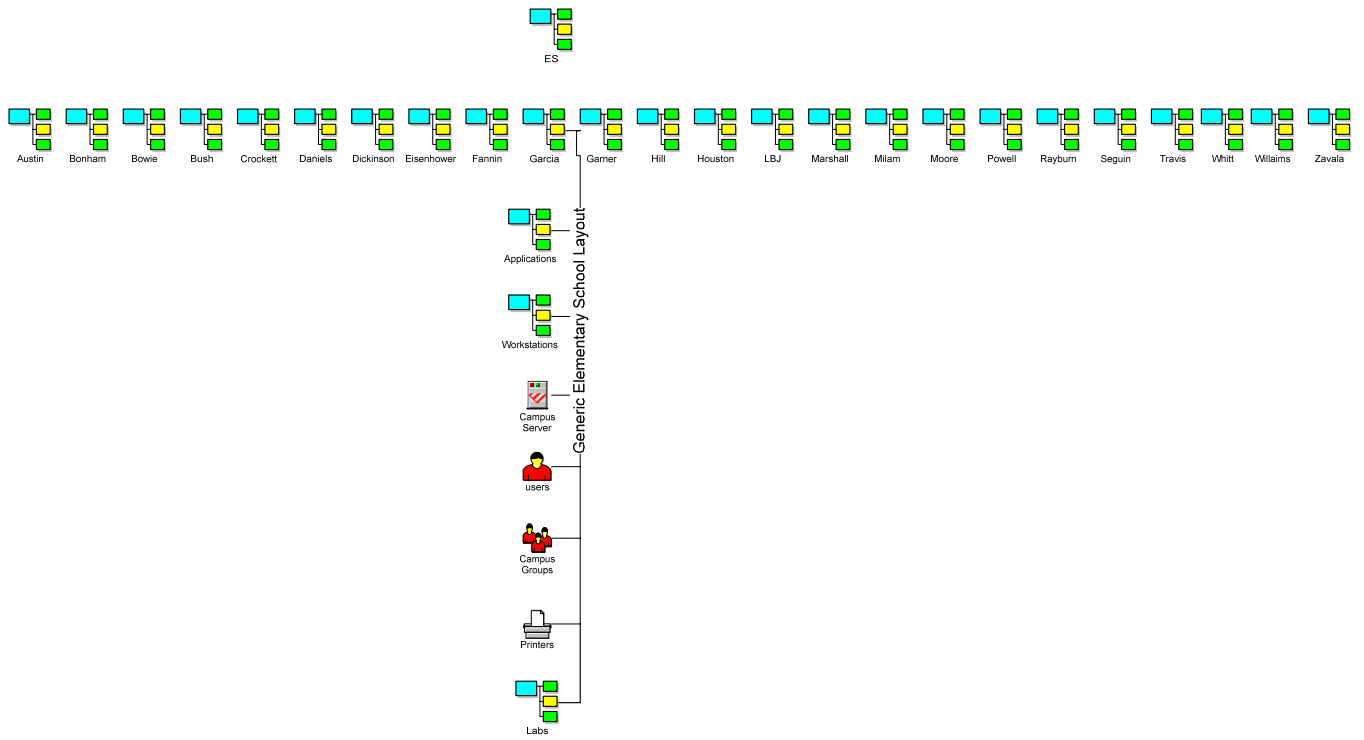 ES
Austin Bonham Bowie Bush Crockett Daniels Dickinson Eisenhower Fannin Garcia Garner Hill Houston LBJ Marshall Milam Moore Powell Rayburn Seguin Travis Whitt Willaims Zavala
Generic Elementary School Layout
Applications
Workstations
Campus
Server
users
Campus
Groups
Printers
Labs